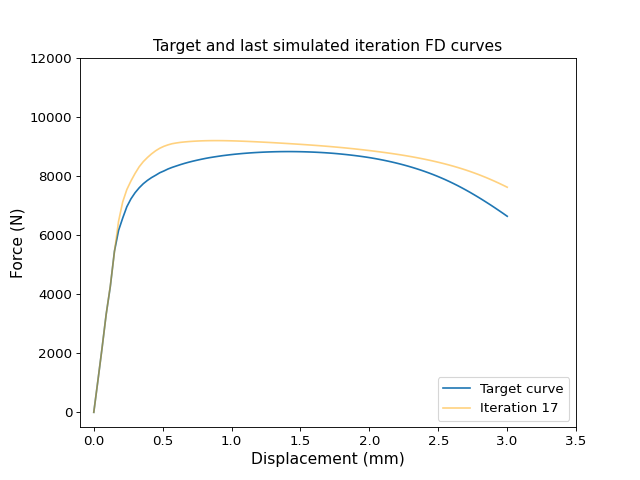 Target and last simulated iteration FD curves
12000
10000
8000
6000
4000
2000
0
Force (N)
0.0 0.5 1.0 1.5 2.0 2.5 3.0 3.5
Displacement (mm)
Target curve
Iteration 17